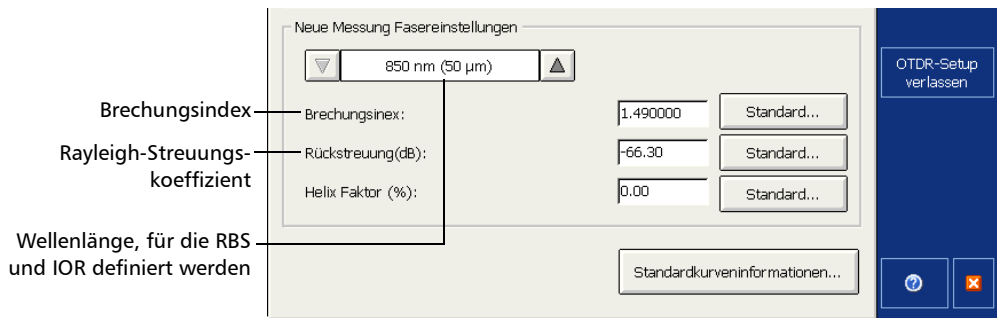 Neue Messung Fasereinstellungen
850 nm (50 µm)
OTDR-Setup
verlassen
Brechungsindex
Brechungsinex:
1.490000
Standard...
Rayleigh-Streuungs-
koeffizient
Rückstreuung(dB):
-66.30
Standard...
Helix Faktor (%):
0.00
Standard...
Wellenlänge, für die RBS
und IOR definiert werden
Standardkurveninformationen...
?